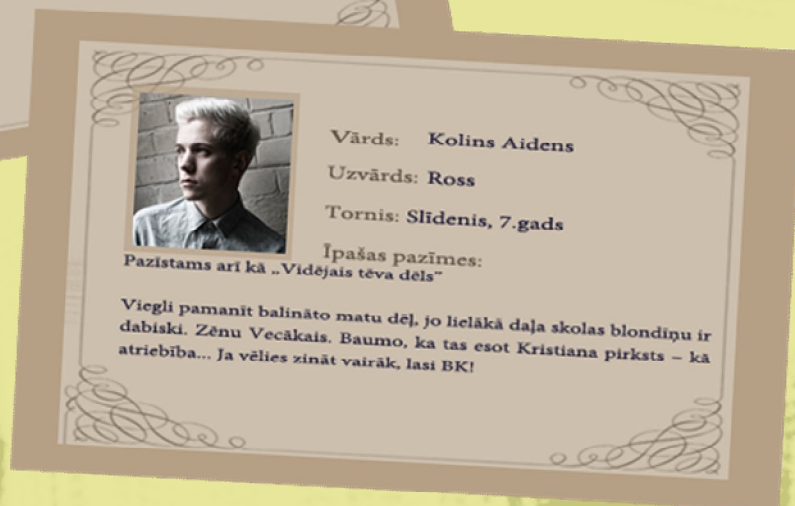 Vārds: Kolins Aidens
Uzvārds: Ross
Tornis: Slīdenis, 7.gads
Īpašas pazīmes:
Pazīstams arī kā „Vidējais tēva dēls”
Viegli pamanīt balināto matu dēļ, jo lielākā daļa skolas blondīņu ir
dabiski. Zēnu Vecākais. Baumo, ka tas esot Kristiana pirksts – kā
atriebība... Ja vēlies zināt vairāk, lasi BK!